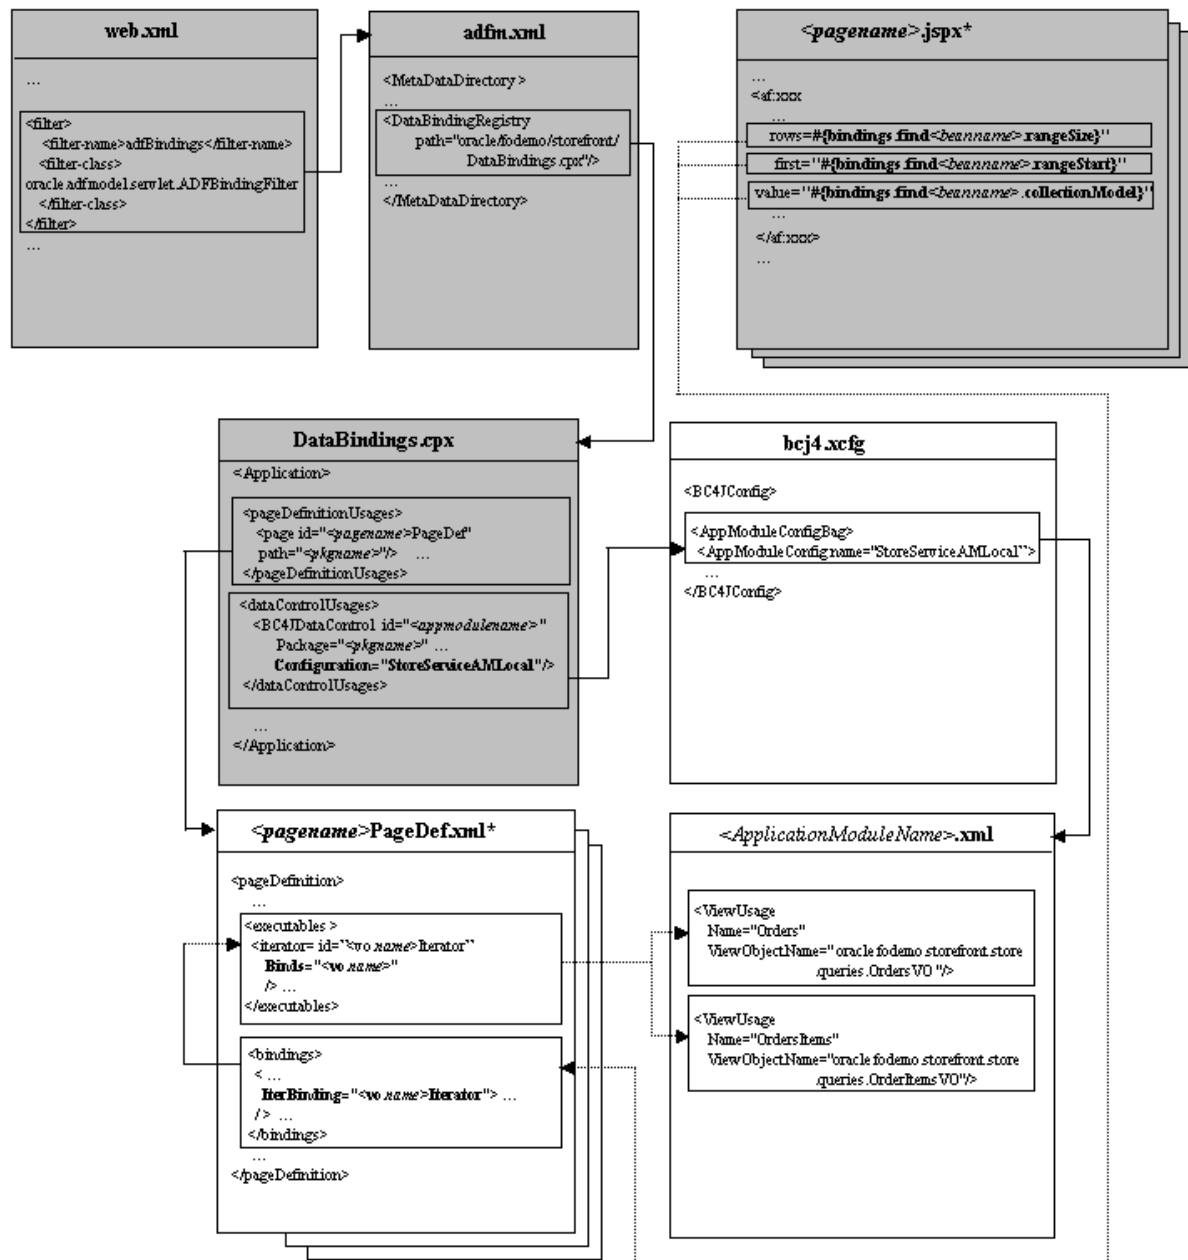 web.xml
...
<filter>
<filter-name>adfBindings</filter-name>
<filter-class>
oracle.adf.model.servlet.ADFBindingFilter
</filter-class>
</filter>
...
adfm.xml
<MetaDataDirectory >
...
<DataBindingRegistry
path="oracle/fodemo/storefront/
DataBindings.cpx"/>
...
</MetaDataDirectory>
<pagename>.jspx*
...
<af:xxx
...
rows=#{bindings.find<beanname>.rangeSize}"
first="#{bindings.find<beanname>.rangeStart}"
value="#{bindings.find<beanname>.collectionModel}"
...
</af:xxx>
...
DataBindings.cpx
<Application>
<pageDefinitionUsages>
<page id="<pagename>PageDef"
path="<pkgname>"/> ...
</pageDefinitionUsages>
<dataControlUsages>
<BC4JDataControl id="<appmodulename>"
Package="<pkgname>" ...
Configuration="StoreServiceAMLocal"/>
</dataControlUsages>
...
</Application>
bcj4.xcfg
<BC4JConfig>
<AppModuleConfigBag>
<AppModuleConfigname="StoreServiceAMLocal">
...
</BC4JConfig>
<pagename>PageDef.xml*
<pageDefinition>
...
<executables >
<iterator= id="<vo.name>Iterator"
Binds="<vo.name>"
/> ...
</executables>
<bindings>
< ...
IterBinding="<vo.name>Iterator"> ...
/> ...
</bindings>
...
</pageDefinition>
<ApplicationModuleName>.xml
<ViewUsage
Name="Orders"
ViewObjectName="oracle.fodemo.storefront.store
.queries.OrdersVO "/>
<ViewUsage
Name="OrdersItems"
ViewObjectName="oracle.fodemo.storefront.store
.queries.OrderItemsVO"/>